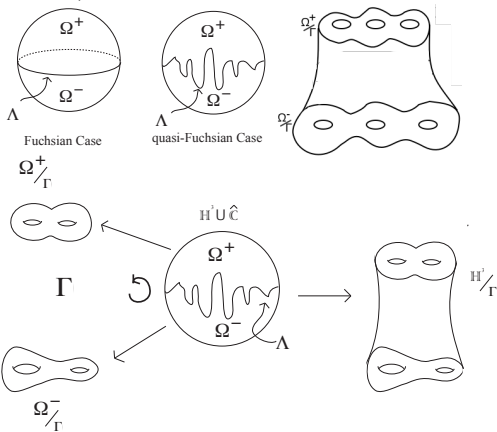 Ω⁺
Ω⁻
Λ
Fuchsian Case
Ω⁺
Ω⁻
Λ
quasi-Fuchsian Case
Ω⁺/Γ
Ω⁻/Γ
Ω⁺/Γ
ℍ³∪Ĉ
Γ
Ω⁺
Ω⁻
Λ
ℍ³/Γ
Ω⁻/Γ